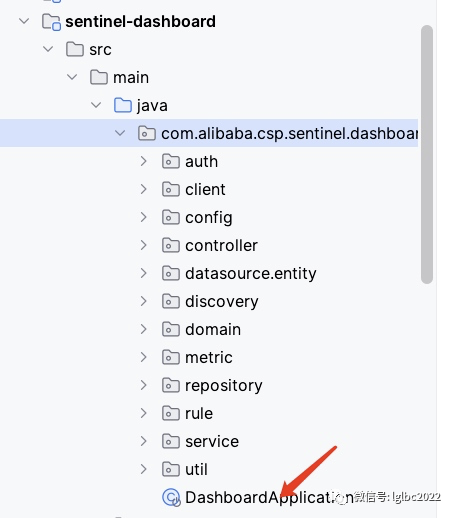 sentinel-dashboard
src
main
java
com.alibaba.csp.sentinel.dashboar
auth
client
config
controller
datasource.entity
discovery
domain
metric
repository
rule
service
util
DashboardApplication
微信号: lglbc2022